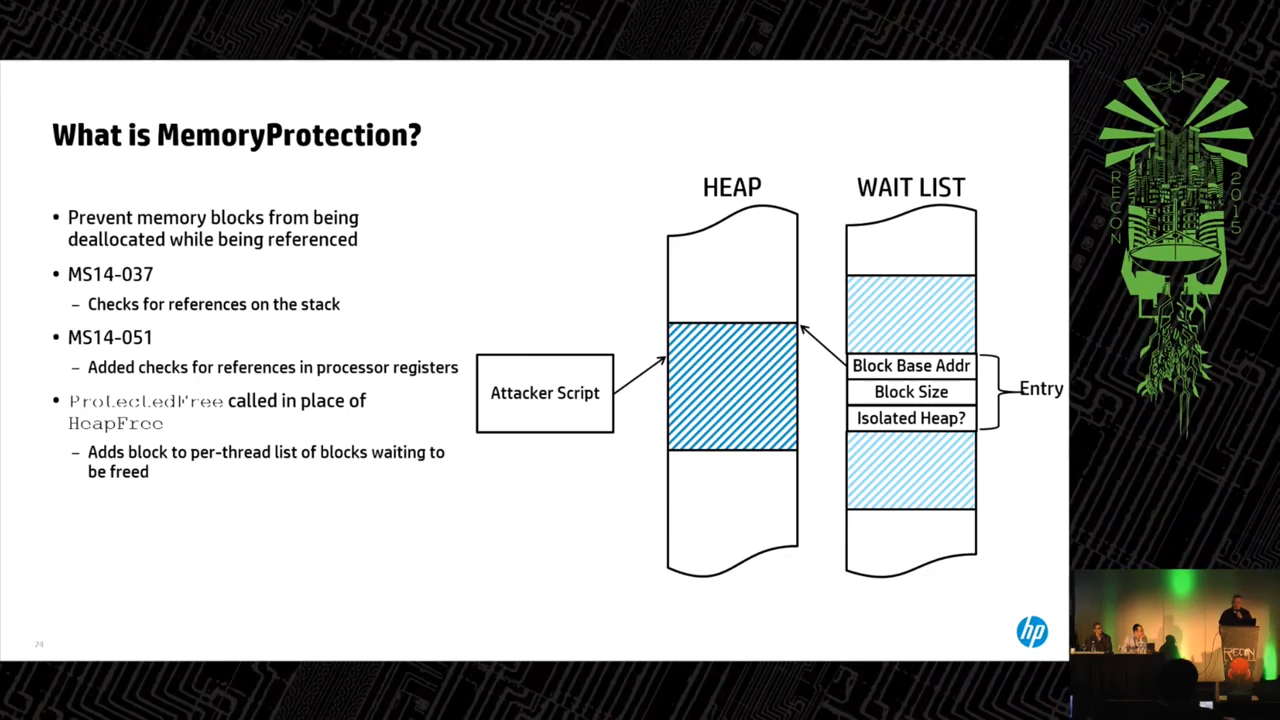 What is MemoryProtection?
• Prevent memory blocks from being
deallocated while being referenced
• MS14-037
– Checks for references on the stack
• MS14-051
– Added checks for references in processor registers
• ProtectedFree called in place of
HeapFree
– Adds block to per-thread list of blocks waiting to
be freed
Attacker Script
HEAP
WAIT LIST
Block Base Addr
Block Size
Isolated Heap?
Entry
24
hp
RECON
2015
RECON